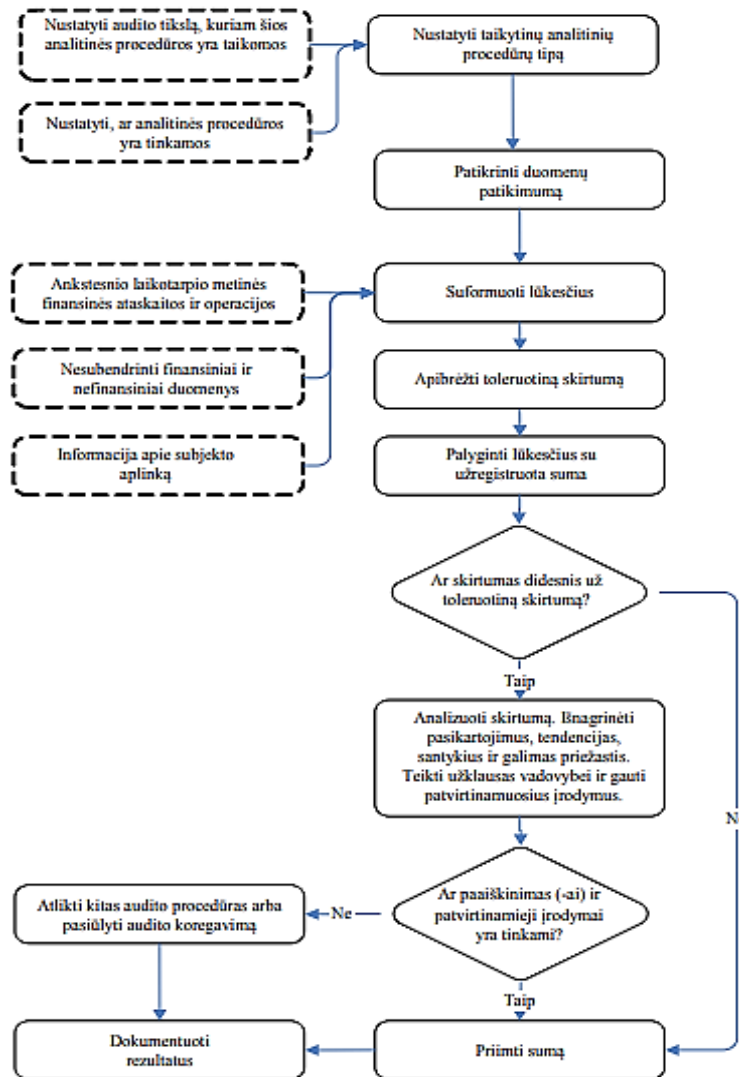 Nustatyti audito tikslą, kuriam šios
analitinės procedūros yra taikomos
Nustatyti taikytinų analitinių
procedūrų tipą
Nustatyti, ar analitinės procedūros
yra tinkamos
Patikrinti duomenų
patikimumą
Ankstesnio laikotarpio metinės
finansinės ataskaitos ir operacijos
Suformuoti lūkesčius
Nesubendrinti finansiniai ir
nefinansiniai duomenys
Apibrėžti toleruotiną skirtumą
Informacija apie subjekto
aplinką
Palyginti lūkesčius su
užregistruota suma
Ar skirtumas didesnis už
toleruotiną skirtumą?
Taip
Analizuoti skirtumą. Išnagrinėti
pasikartojimus, tendencijas,
santykius ir galimas priežastis.
Teikti užklausas vadovybei ir gauti
patvirtinamuosius įrodymus.
Ar paaiškinimas (-ai) ir
patvirtinamieji įrodymai
yra tinkami?
Ne
Atlikti kitas audito procedūras arba
pasiūlyti audito koregavimą
Taip
Dokumentuoti
rezultatus
Priimti sumą